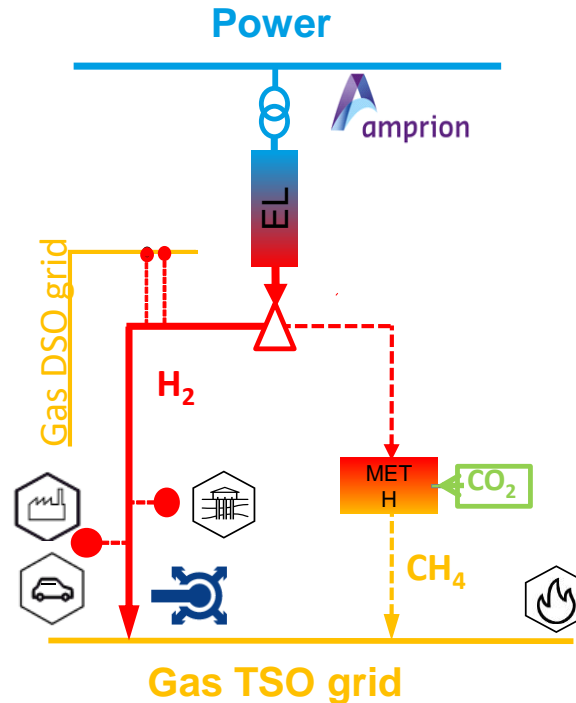 Power
amprion
EL
Gas DSO grid
H₂
MET
H
CO₂
CH₄
Gas TSO grid